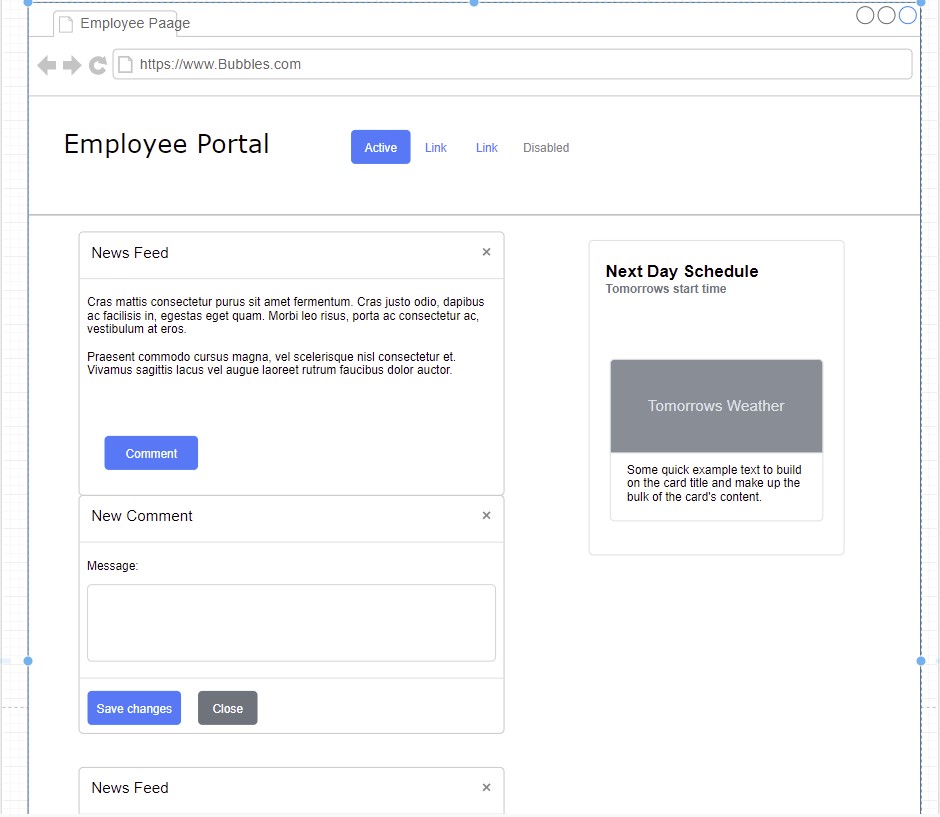 Employee Paage
https://www.Bubbles.com
Employee Portal
Active
Link
Link
Disabled
News Feed
×
Cras mattis consectetur purus sit amet fermentum. Cras justo odio, dapibus
ac facilisis in, egestas eget quam. Morbi leo risus, porta ac consectetur ac,
vestibulum at eros.
Praesent commodo cursus magna, vel scelerisque nisl consectetur et.
Vivamus sagittis lacus vel augue laoreet rutrum faucibus dolor auctor.
Comment
New Comment
×
Message:
Save changes
Close
News Feed
×
Next Day Schedule
Tomorrows start time
Tomorrows Weather
Some quick example text to build
on the card title and make up the
bulk of the card's content.